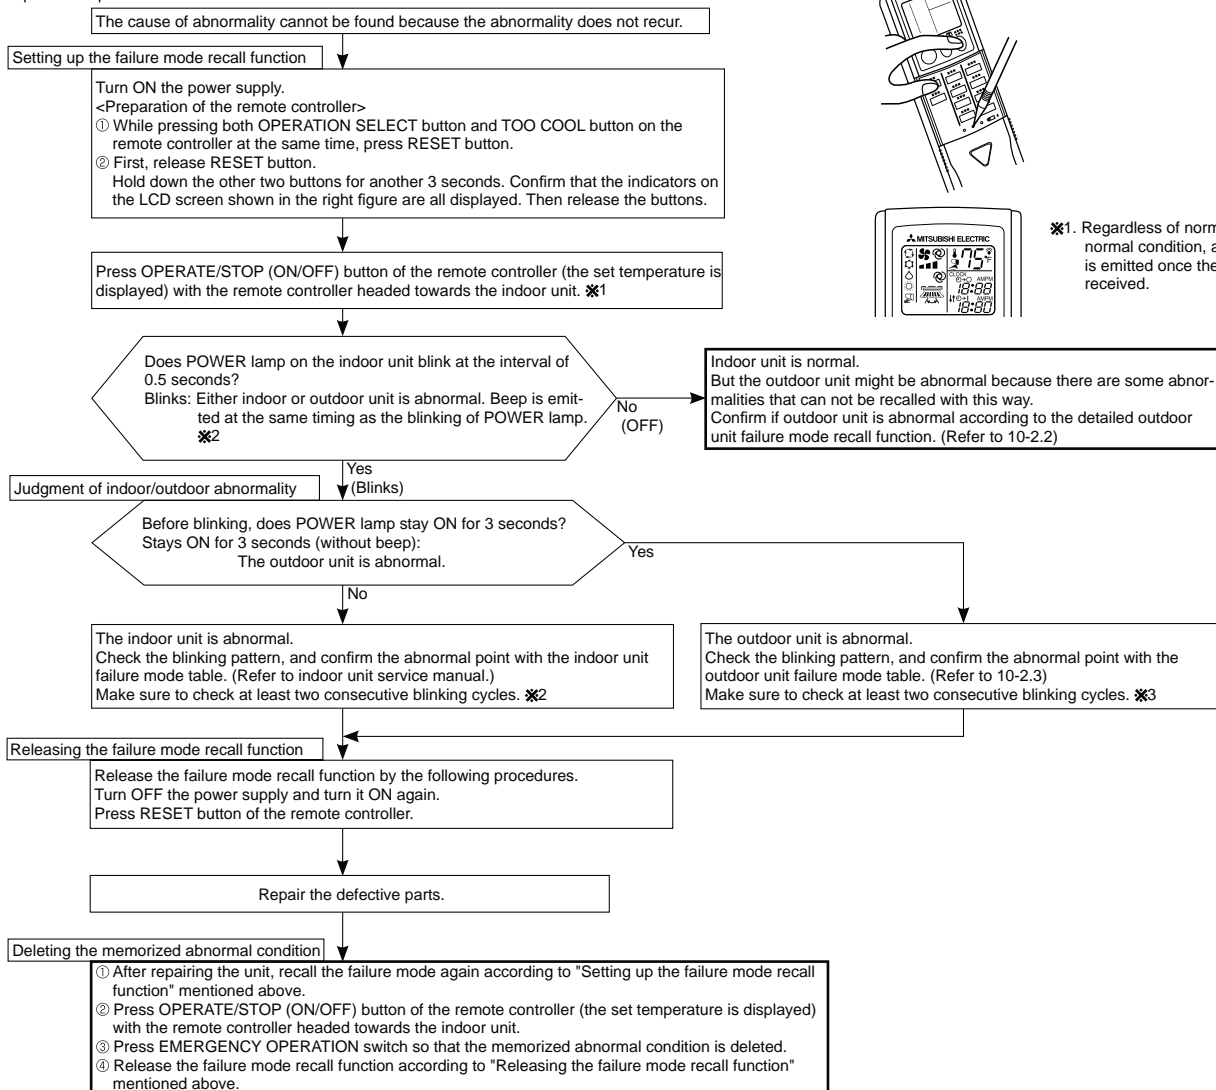 The cause of abnormality cannot be found because the abnormality does not recur.
Setting up the failure mode recall function
Turn ON the power supply.
<Preparation of the remote controller>
① While pressing both OPERATION SELECT button and TOO COOL button on the
remote controller at the same time, press RESET button.
② First, release RESET button.
Hold down the other two buttons for another 3 seconds. Confirm that the indicators on
the LCD screen shown in the right figure are all displayed. Then release the buttons.
MITSUBISHI ELECTRIC
75°F
CLOCK
AMPM
18:88
AMPM
18:80
※1. Regardless of norm
normal condition, a
is emitted once the
received.
Press OPERATE/STOP (ON/OFF) button of the remote controller (the set temperature is
displayed) with the remote controller headed towards the indoor unit. ※1
Does POWER lamp on the indoor unit blink at the interval of
0.5 seconds?
Blinks: Either indoor or outdoor unit is abnormal. Beep is emit-
ted at the same timing as the blinking of POWER lamp.
※2
No
(OFF)
Indoor unit is normal.
But the outdoor unit might be abnormal because there are some abnor-
malities that can not be recalled with this way.
Confirm if outdoor unit is abnormal according to the detailed outdoor
unit failure mode recall function. (Refer to 10-2.2)
Yes
(Blinks)
Judgment of indoor/outdoor abnormality
Before blinking, does POWER lamp stay ON for 3 seconds?
Stays ON for 3 seconds (without beep):
The outdoor unit is abnormal.
Yes
No
The indoor unit is abnormal.
Check the blinking pattern, and confirm the abnormal point with the indoor unit
failure mode table. (Refer to indoor unit service manual.)
Make sure to check at least two consecutive blinking cycles. ※2
The outdoor unit is abnormal.
Check the blinking pattern, and confirm the abnormal point with the
outdoor unit failure mode table. (Refer to 10-2.3)
Make sure to check at least two consecutive blinking cycles. ※3
Releasing the failure mode recall function
Release the failure mode recall function by the following procedures.
Turn OFF the power supply and turn it ON again.
Press RESET button of the remote controller.
Repair the defective parts.
Deleting the memorized abnormal condition
① After repairing the unit, recall the failure mode again according to "Setting up the failure mode recall
function" mentioned above.
② Press OPERATE/STOP (ON/OFF) button of the remote controller (the set temperature is displayed)
with the remote controller headed towards the indoor unit.
③ Press EMERGENCY OPERATION switch so that the memorized abnormal condition is deleted.
④ Release the failure mode recall function according to "Releasing the failure mode recall function"
mentioned above.